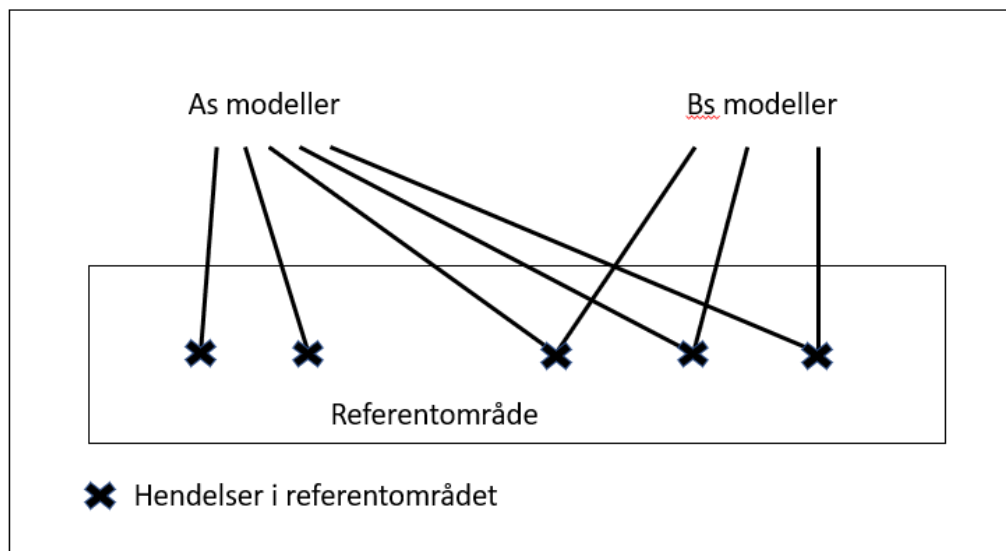 As modeller
Bs modeller
Referentområde
Hendelser i referentområdet